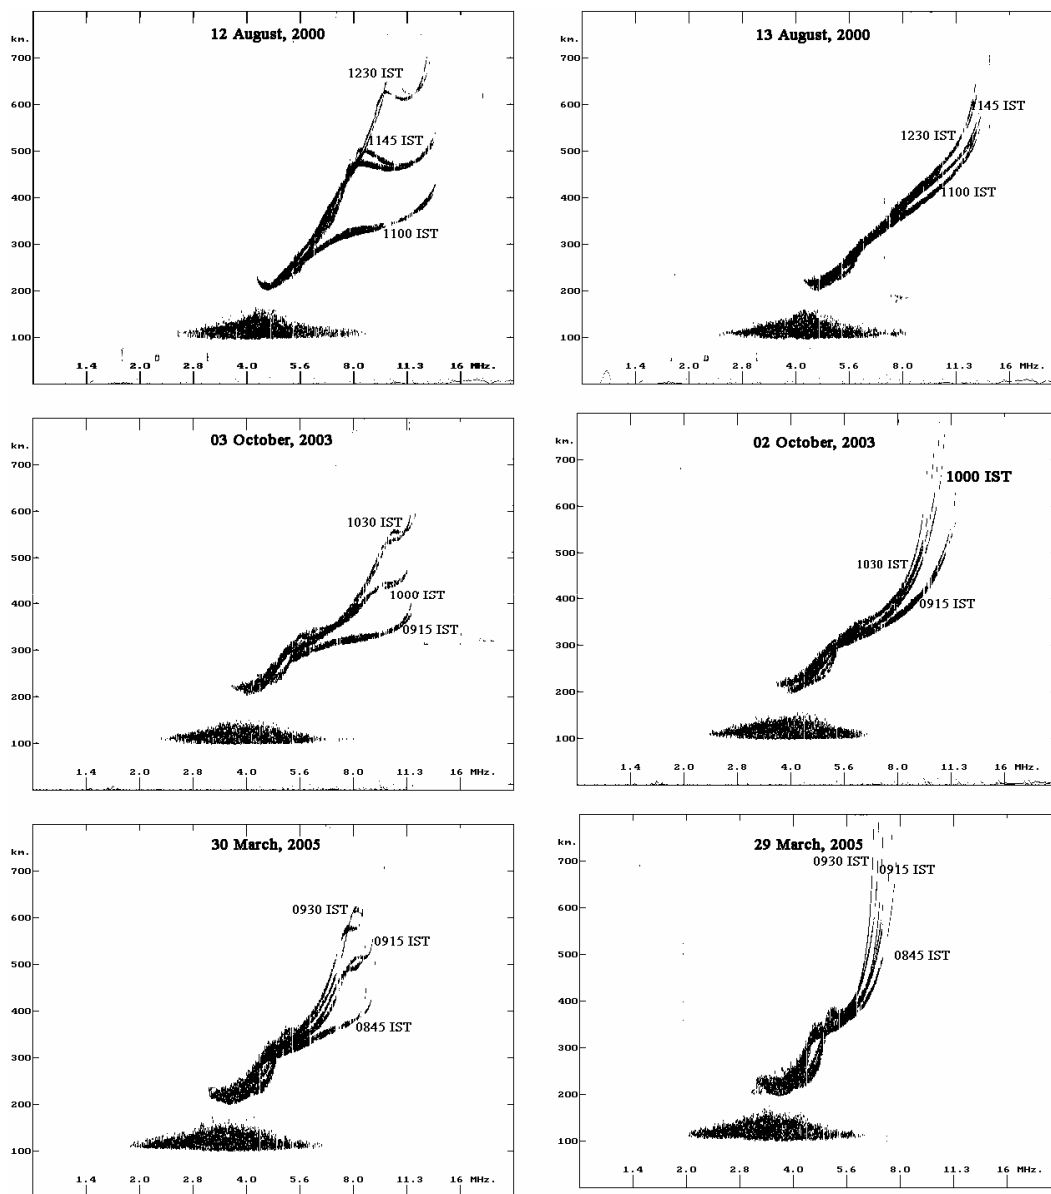 12 August, 2000
km.
700
600
500
400
300
200
100
1230 IST
1145 IST
1100 IST
1.4 2.0 2.8 4.0 5.6 8.0 11.3 16 MHz.
13 August, 2000
km.
700
600
500
400
300
200
100
1145 IST
1230 IST
1100 IST
1.4 2.0 2.8 4.0 5.6 8.0 11.3 16 MHz.
03 October, 2003
km.
700
600
500
400
300
200
100
1030 IST
1000 IST
0915 IST
1.4 2.0 2.8 4.0 5.6 8.0 11.3 16 MHz.
02 October, 2003
km.
700
600
500
400
300
200
100
1000 IST
1030 IST
0915 IST
1.4 2.0 2.8 4.0 5.6 8.0 11.3 16 MHz.
30 March, 2005
km.
700
600
500
400
300
200
100
0930 IST
0915 IST
0845 IST
1.4 2.0 2.8 4.0 5.6 8.0 11.3 16 MHz.
29 March, 2005
km.
700
600
500
400
300
200
100
0930 IST
0915 IST
0845 IST
1.4 2.0 2.8 4.0 5.6 8.0 11.3 16 MHz.